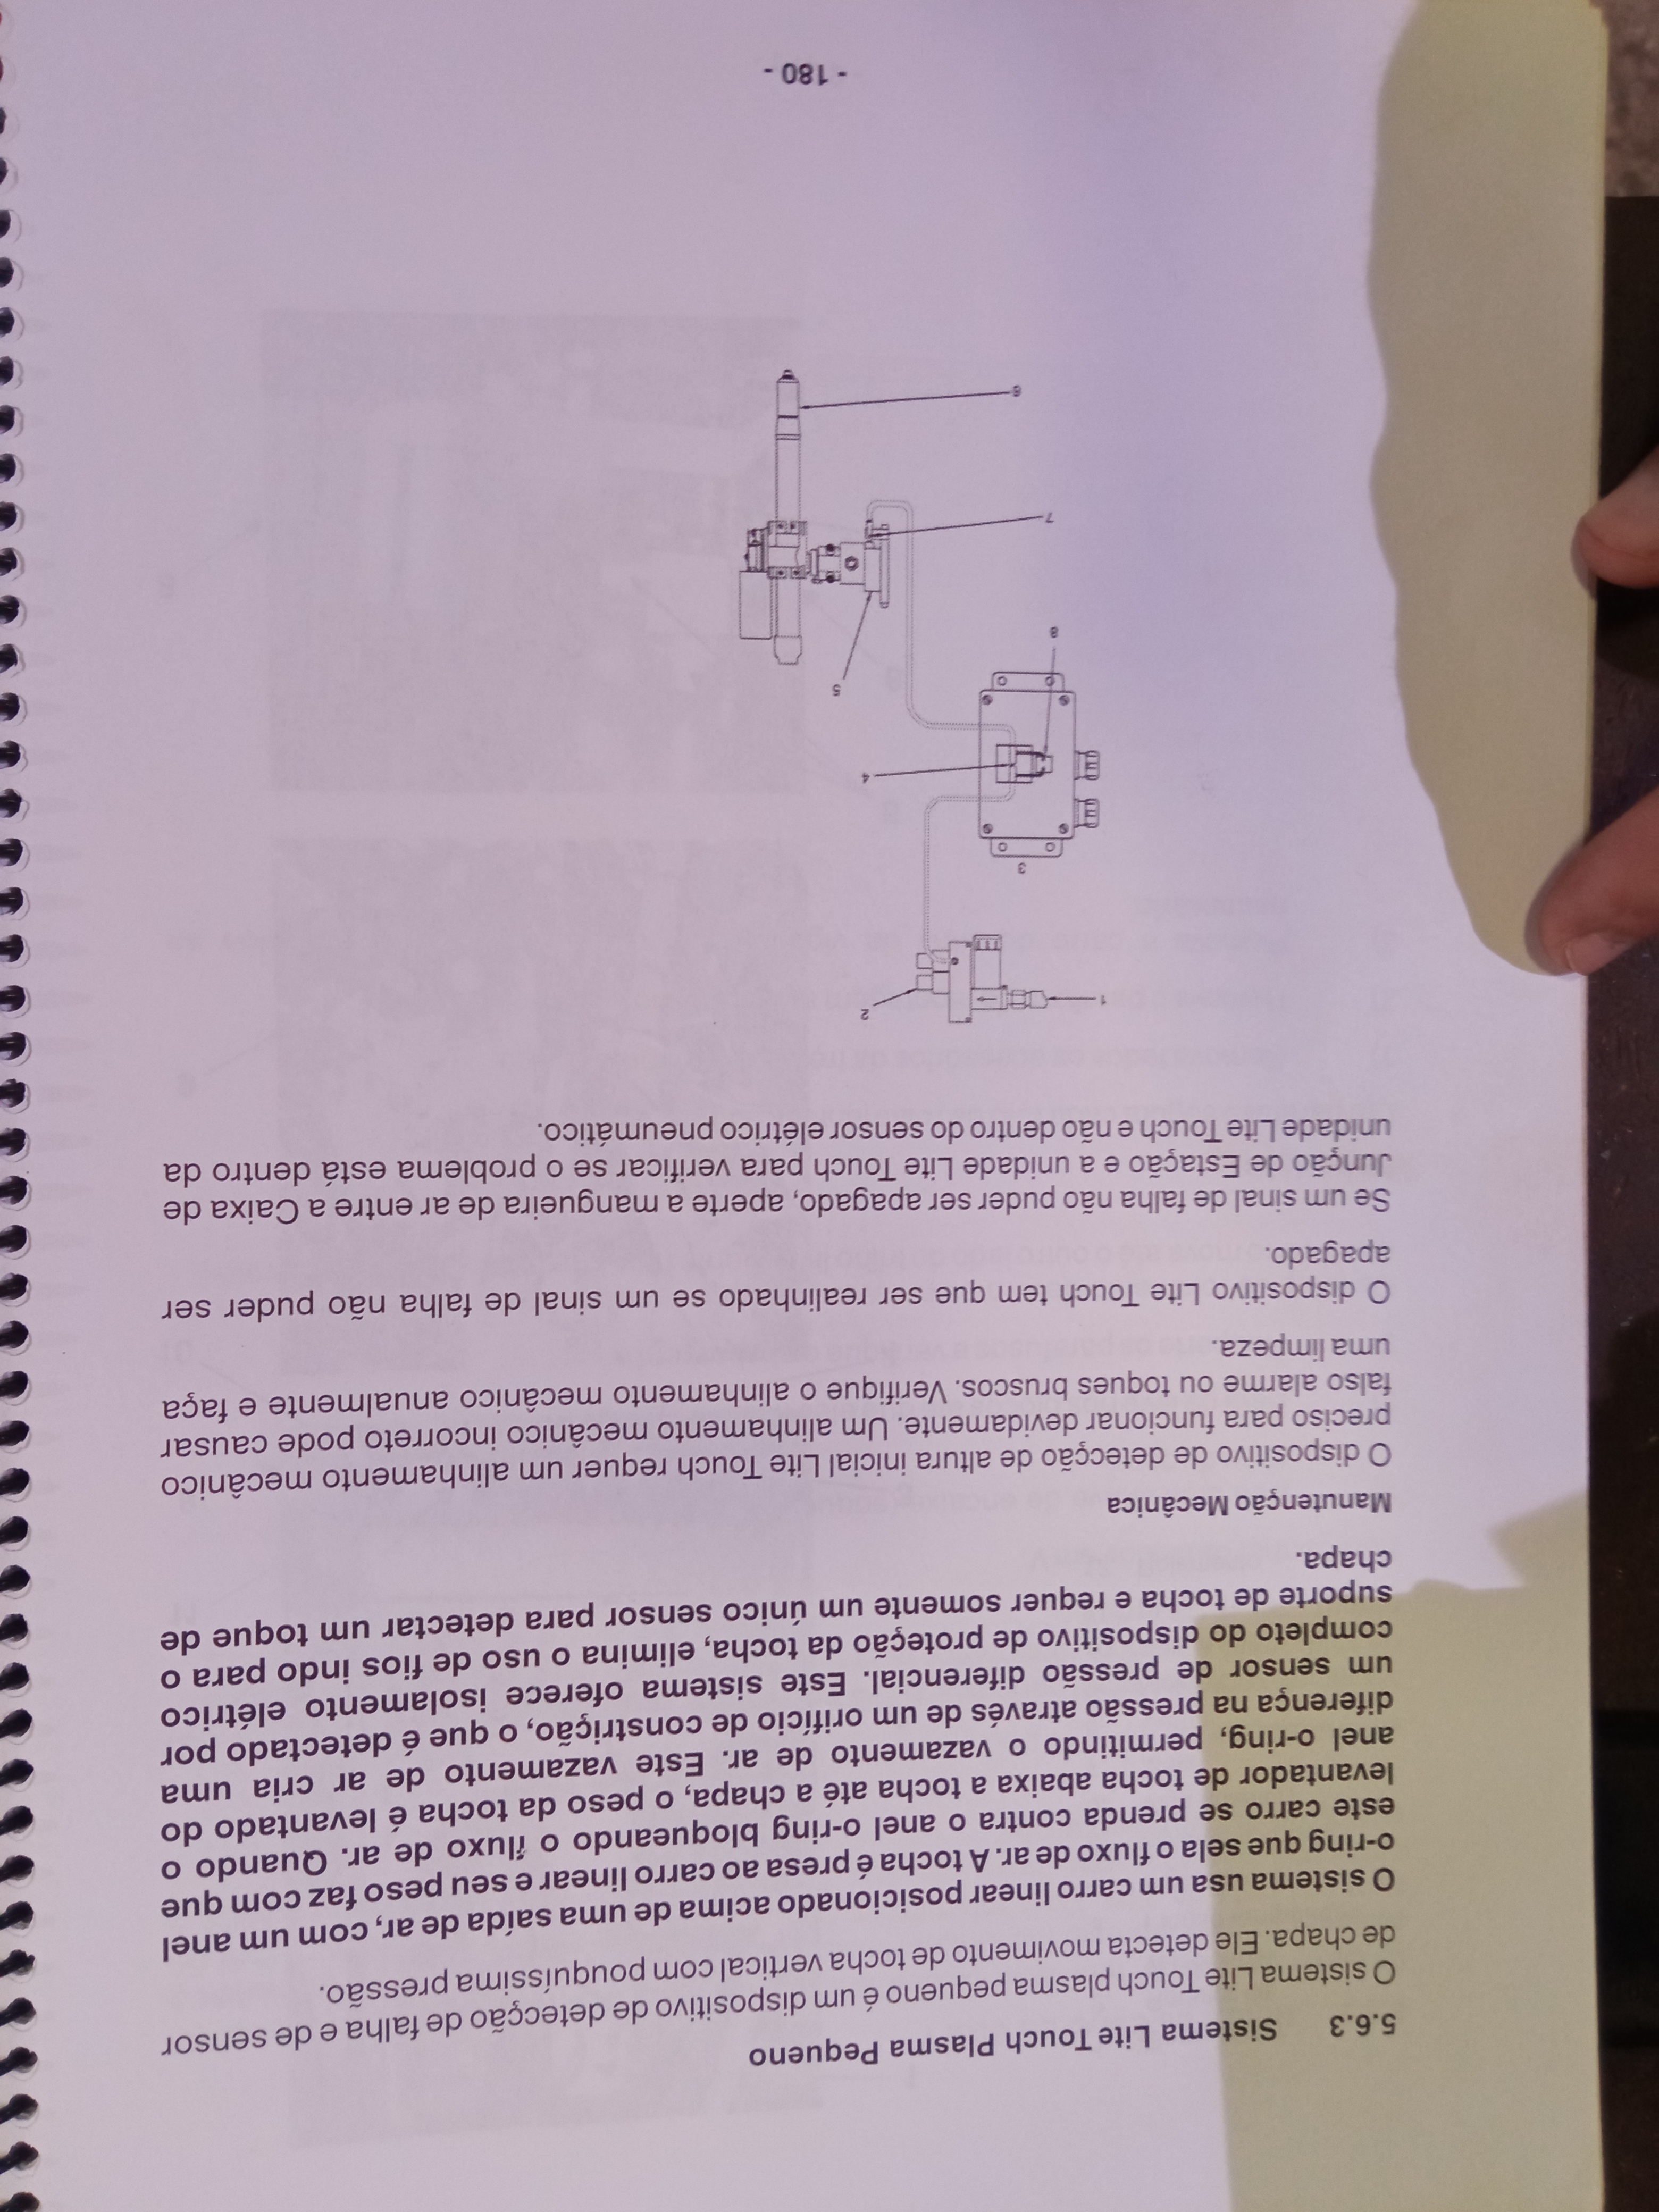 5.6.3 Sistema Lite Touch Plasma Pequeno
O sistema Lite Touch plasma pequeno é um dispositivo de detecção de falha e de sensor
de chapa. Ele detecta movimento de tocha vertical com pouquíssima pressão.
O sistema usa um carro linear posicionado acima de uma saída de ar, com um anel
o-ring que sela o fluxo de ar. A tocha é presa ao carro linear e seu peso faz com que
este carro se prenda contra o anel o-ring bloqueando o fluxo de ar. Quando o
levantador de tocha abaixa a tocha até a chapa, o peso da tocha é levantado do
anel o-ring, permitindo o vazamento de ar. Este vazamento de ar cria uma
diferença na pressão através de um orifício de constrição, o que é detectado por
um sensor de pressão diferencial. Este sistema oferece isolamento elétrico
completo do dispositivo de proteção da tocha, elimina o uso de fios indo para o
suporte de tocha e requer somente um único sensor para detectar um toque de
chapa.
Manutenção Mecânica
O dispositivo de detecção de altura inicial Lite Touch requer um alinhamento mecânico
preciso para funcionar devidamente. Um alinhamento mecânico incorreto pode causar
falso alarme ou toques bruscos. Verifique o alinhamento mecânico anualmente e faça
uma limpeza.
O dispositivo Lite Touch tem que ser realinhado se um sinal de falha não puder ser
apagado.
Se um sinal de falha não puder ser apagado, aperte a mangueira de ar entre a Caixa de
Junção de Estação e a unidade Lite Touch para verificar se o problema está dentro da
unidade Lite Touch e não dentro do sensor elétrico pneumático.
1
2
3
4
5
8
7
6
- 180 -